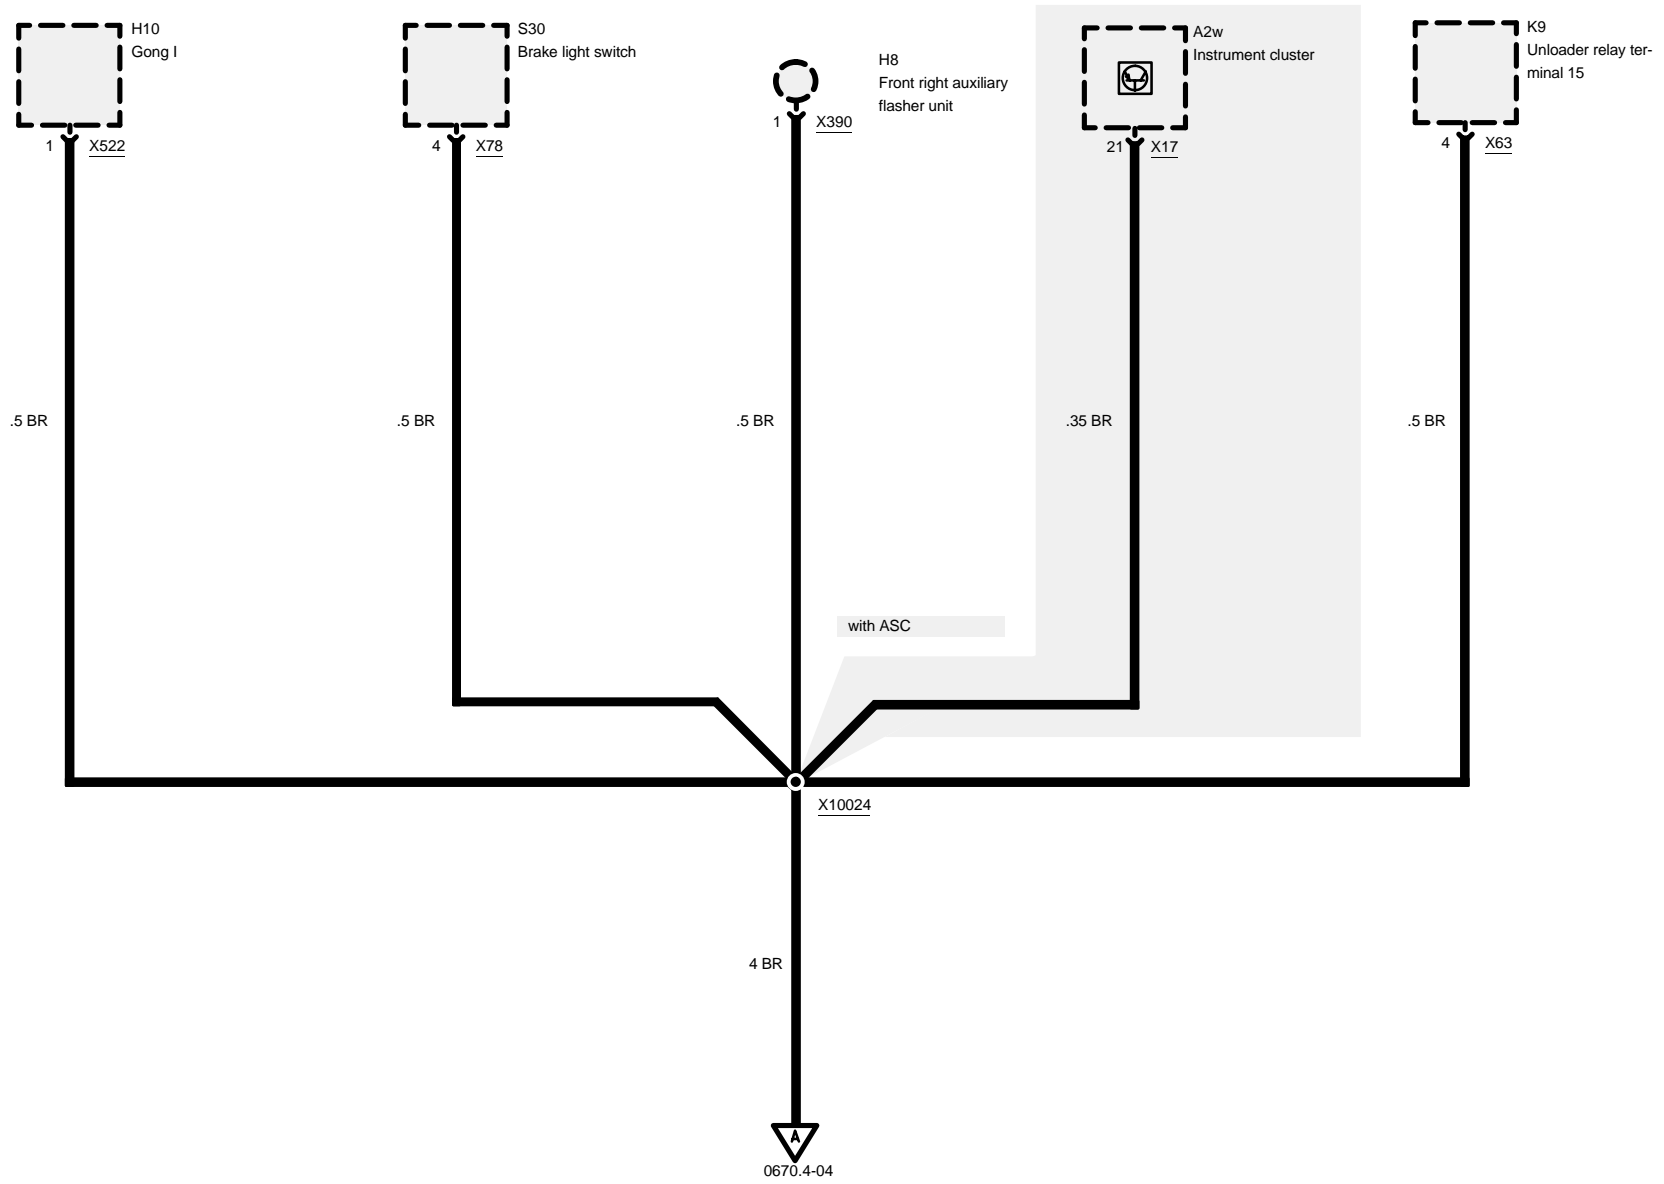 H10
Gong I
1
X522
S30
Brake light switch
4
X78
H8
Front right auxiliary
flasher unit
1
X390
A2w
Instrument cluster
21
X17
K9
Unloader relay ter-
minal 15
4
X63
.5 BR
.5 BR
.5 BR
.35 BR
.5 BR
with ASC
X10024
4 BR
A
0670.4-04